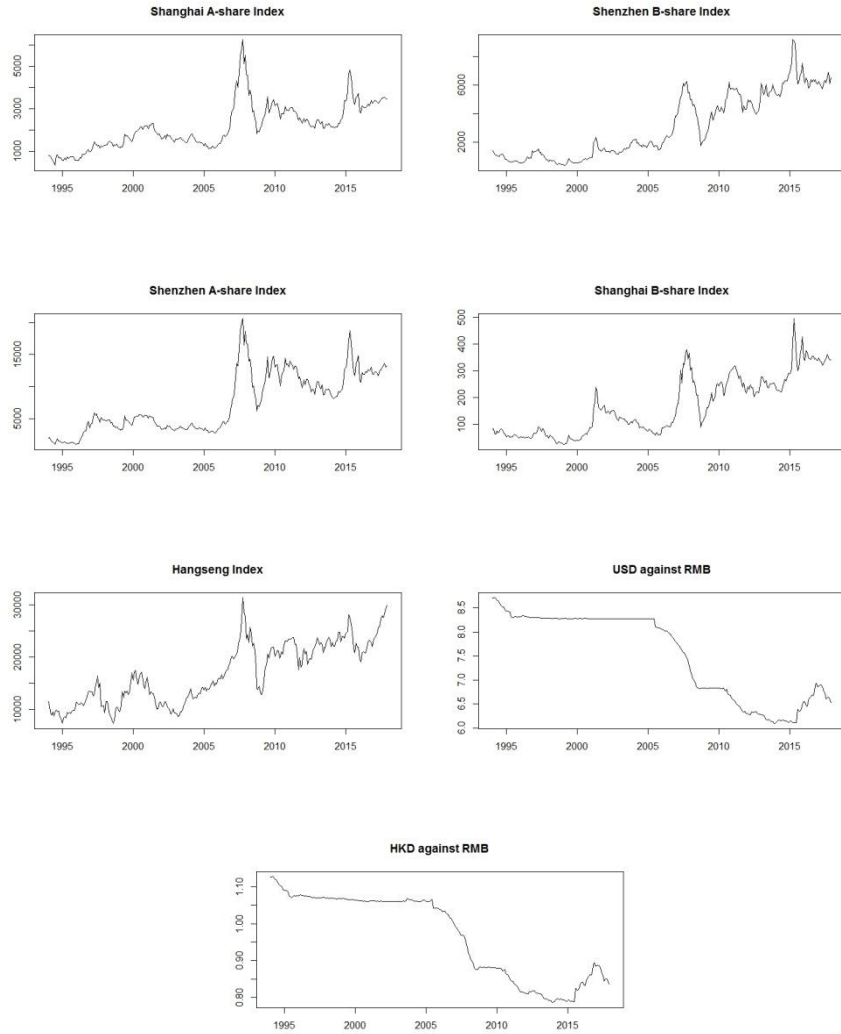 Shanghai A-share Index
5000
3000
1000
1995 2000 2005 2010 2015
Shenzhen B-share Index
6000
2000
1995 2000 2005 2010 2015
Shenzhen A-share Index
15000
5000
1995 2000 2005 2010 2015
Shanghai B-share Index
500
400
300
200
100
1995 2000 2005 2010 2015
Hangseng Index
30000
20000
10000
1995 2000 2005 2010 2015
USD against RMB
8.5
8.0
7.5
7.0
6.5
6.0
1995 2000 2005 2010 2015
HKD against RMB
1.10
1.00
0.90
0.80
1995 2000 2005 2010 2015